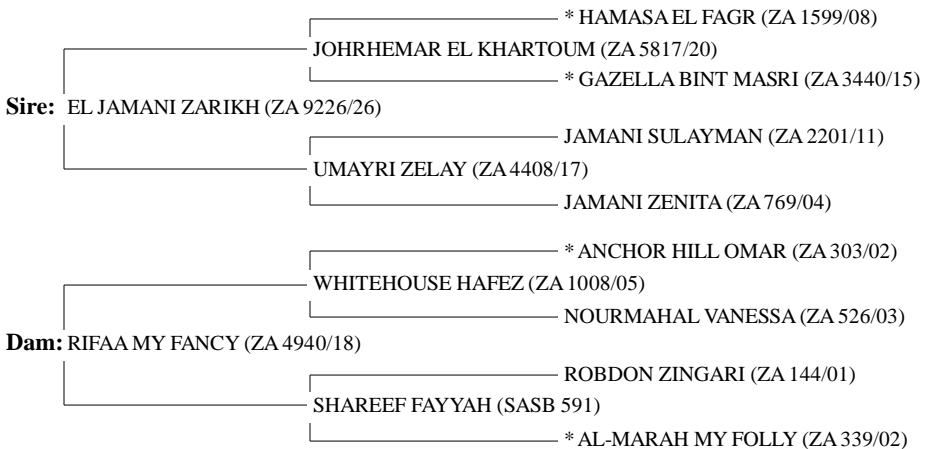 * HAMASA EL FAGR (ZA 1599/08)
JOHRHEMAR EL KHARTOUM (ZA 5817/20)
* GAZELLA BINT MASRI (ZA 3440/15)
Sire: EL JAMANI ZARIKH (ZA 9226/26)
JAMANI SULAYMAN (ZA 2201/11)
UMAYRI ZELAY (ZA 4408/17)
JAMANI ZENITA (ZA 769/04)
* ANCHOR HILL OMAR (ZA 303/02)
WHITEHOUSE HAFEZ (ZA 1008/05)
NOURMAHAL VANESSA (ZA 526/03)
Dam: RIFAA MY FANCY (ZA 4940/18)
ROBDON ZINGARI (ZA 144/01)
SHAREEF FAYYAH (SASB 591)
* AL-MARAH MY FOLLY (ZA 339/02)